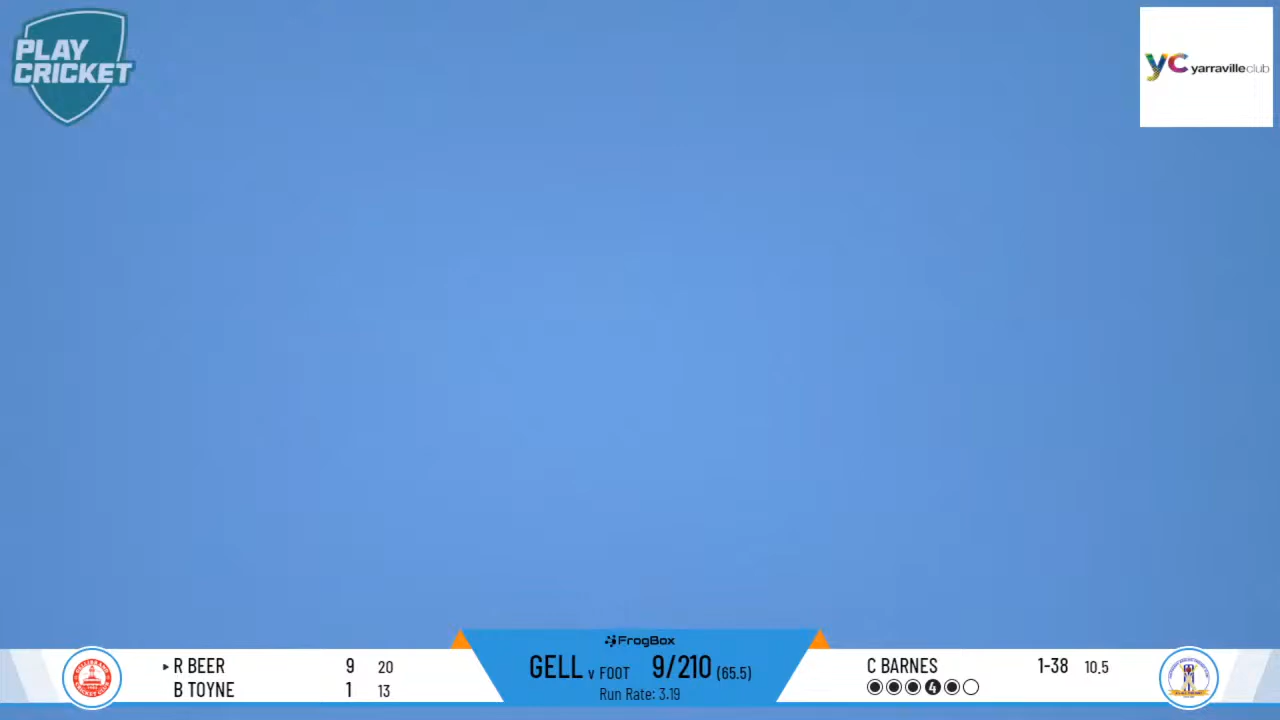 PLAY
CRICKET
yc yarravilleclub
FrogBox
R BEER 9 20
B TOYNE 1 13
GELL v FOOT 9/210 (65.5)
Run Rate: 3.19
C BARNES 1-38 10.5
4